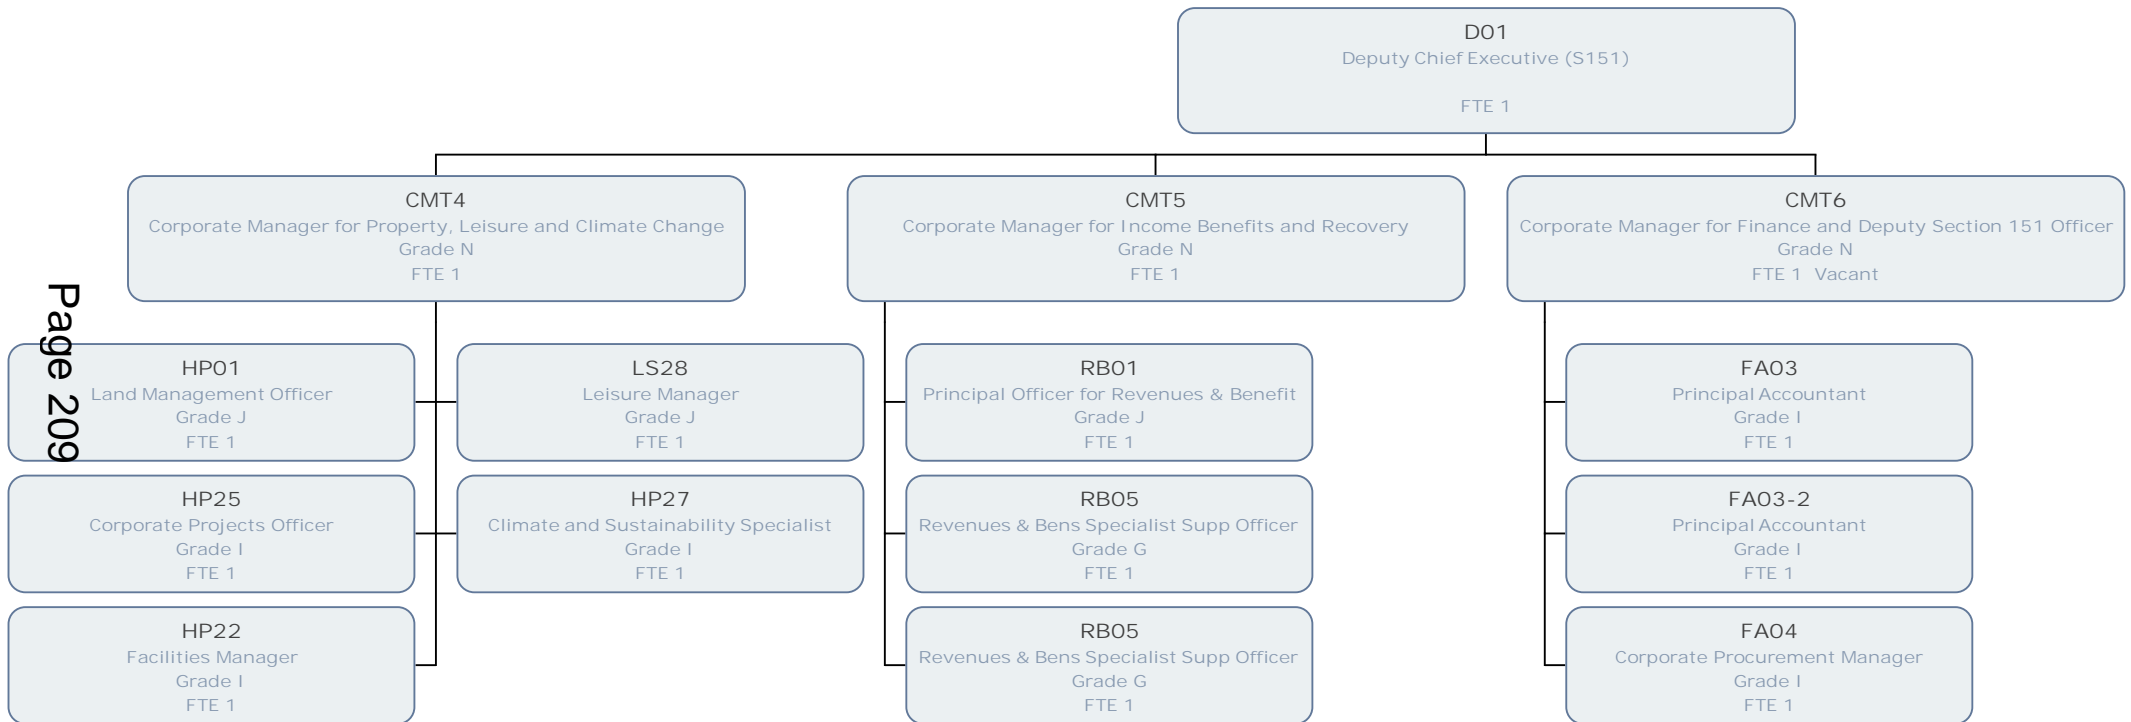 D01
Deputy Chief Executive (S151)
FTE 1
CMT4
Corporate Manager for Property, Leisure and Climate Change
Grade N
FTE 1
CMT5
Corporate Manager for Income Benefits and Recovery
Grade N
FTE 1
CMT6
Corporate Manager for Finance and Deputy Section 151 Officer
Grade N
FTE 1 Vacant
Page 209
HP01
Land Management Officer
Grade J
FTE 1
LS28
Leisure Manager
Grade J
FTE 1
RB01
Principal Officer for Revenues & Benefit
Grade J
FTE 1
FA03
Principal Accountant
Grade I
FTE 1
HP25
Corporate Projects Officer
Grade I
FTE 1
HP27
Climate and Sustainability Specialist
Grade I
FTE 1
RB05
Revenues & Bens Specialist Supp Officer
Grade G
FTE 1
FA03-2
Principal Accountant
Grade I
FTE 1
HP22
Facilities Manager
Grade I
FTE 1
RB05
Revenues & Bens Specialist Supp Officer
Grade G
FTE 1
FA04
Corporate Procurement Manager
Grade I
FTE 1